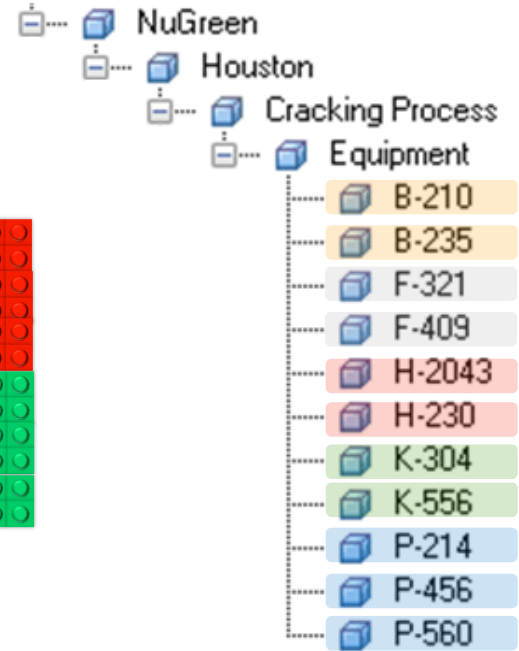 NuGreen
Houston
Cracking Process
Equipment
B-210
B-235
F-321
F-409
H-2043
H-230
K-304
K-556
P-214
P-456
P-560